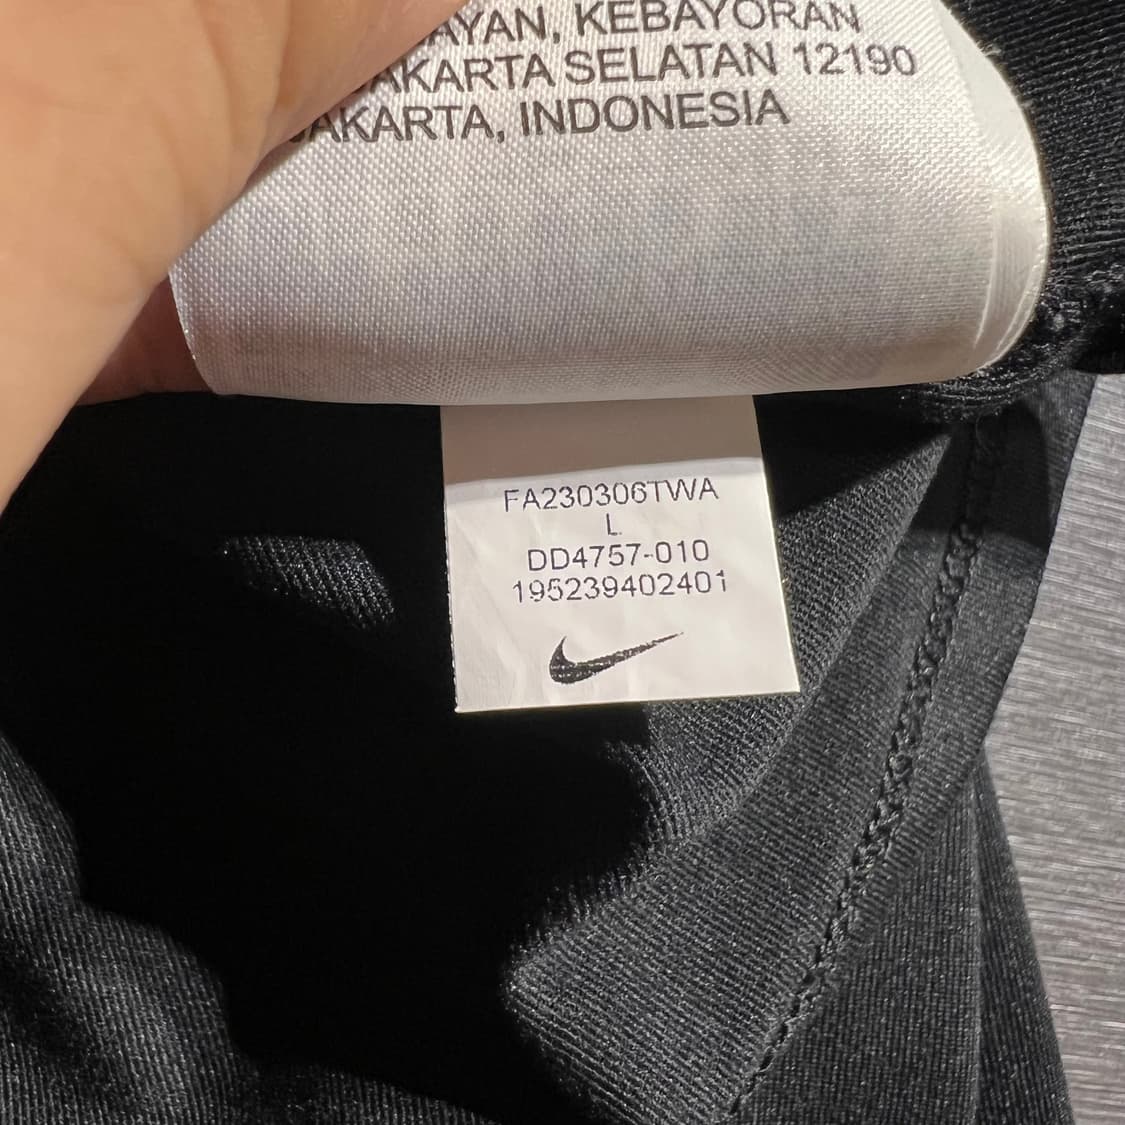 KEBAYORAN
JAKARTA SELATAN 12190
JAKARTA, INDONESIA
FA230306TWA
L
DD4757-010
195239402401